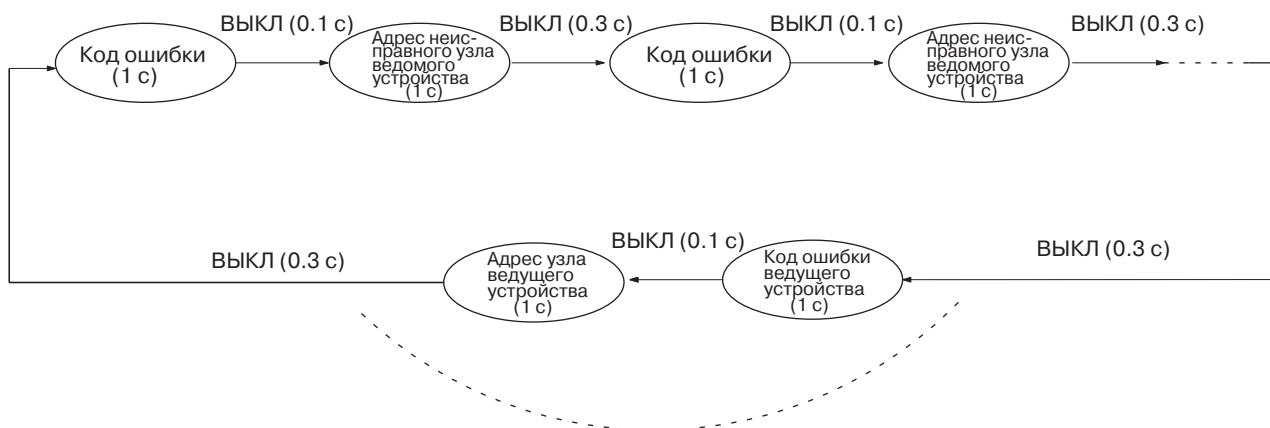 ВЫКЛ (0.1 с)
ВЫКЛ (0.3 с)
ВЫКЛ (0.1 с)
ВЫКЛ (0.3 с)
Код ошибки
(1 с)
Адрес неис-
правного узла
ведомого
устройства
(1 с)
Код ошибки
(1 с)
Адрес неис-
правного узла
ведомого
устройства
(1 с)
ВЫКЛ (0.3 с)
Адрес узла
ведущего
устройства
(1 с)
ВЫКЛ (0.1 с)
Код ошибки
ведущего
устройства
(1 с)
ВЫКЛ (0.3 с)